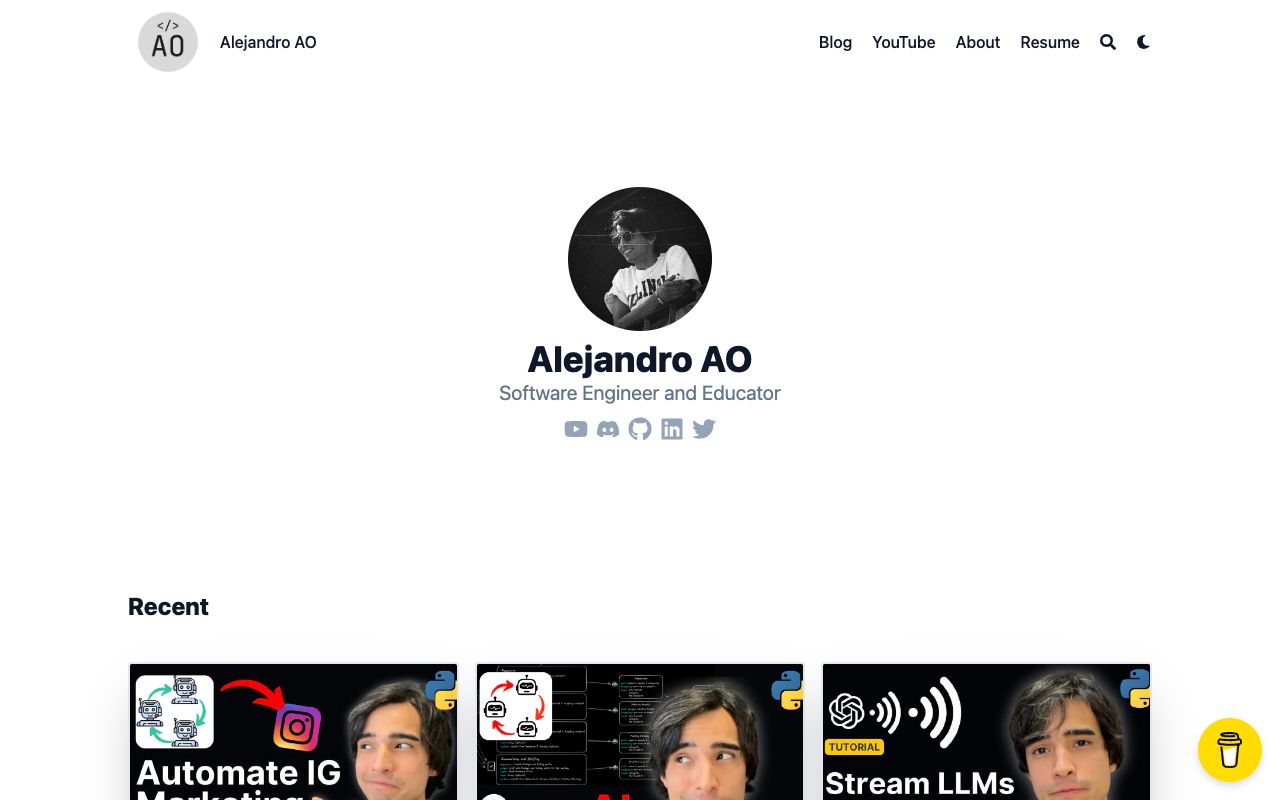 </>
AO
Alejandro AO
Blog
YouTube
About
Resume
Alejandro AO
Software Engineer and Educator
Recent
Automate IG
Marketing
TUTORIAL
Stream LLMs